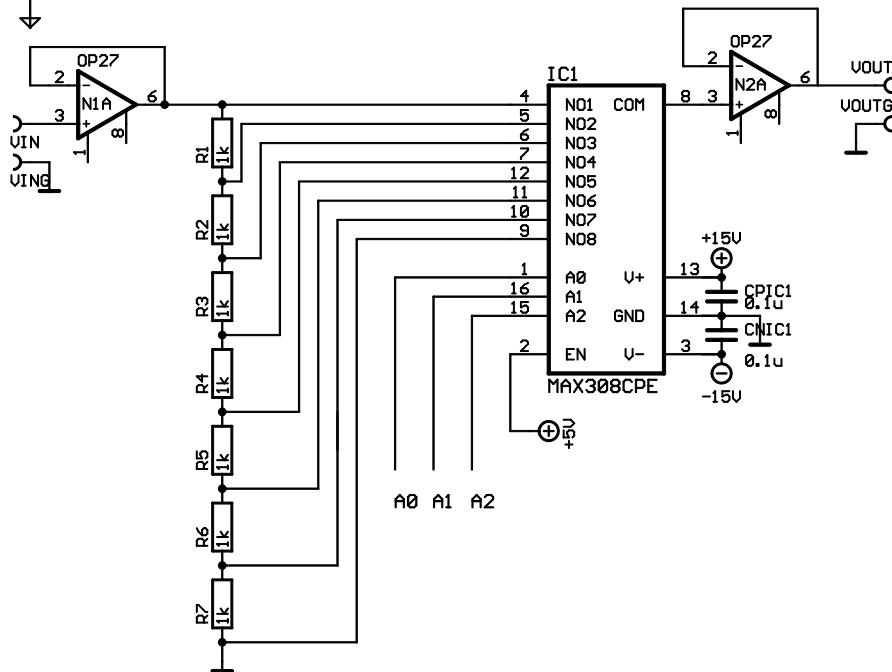 OP27
2
-
N1A
6
3
+
1
8
VIN
VING
R1
1k
R2
1k
R3
1k
R4
1k
R5
1k
R6
1k
R7
1k
IC1
4 NO1 COM 8
5 NO2
6 NO3
7 NO4
12 NO5
11 NO6
10 NO7
9 NO8
1 A0 V+ 13
16 A1
15 A2 GND 14
2 EN V- 3
MAX308CPE
+5V
A0 A1 A2
OP27
2
-
N2A
6
3
+
1
8
VOUT
VOUTG
+15V
+
CPIC1
0.1u
CNIC1
0.1u
-
-15V
+